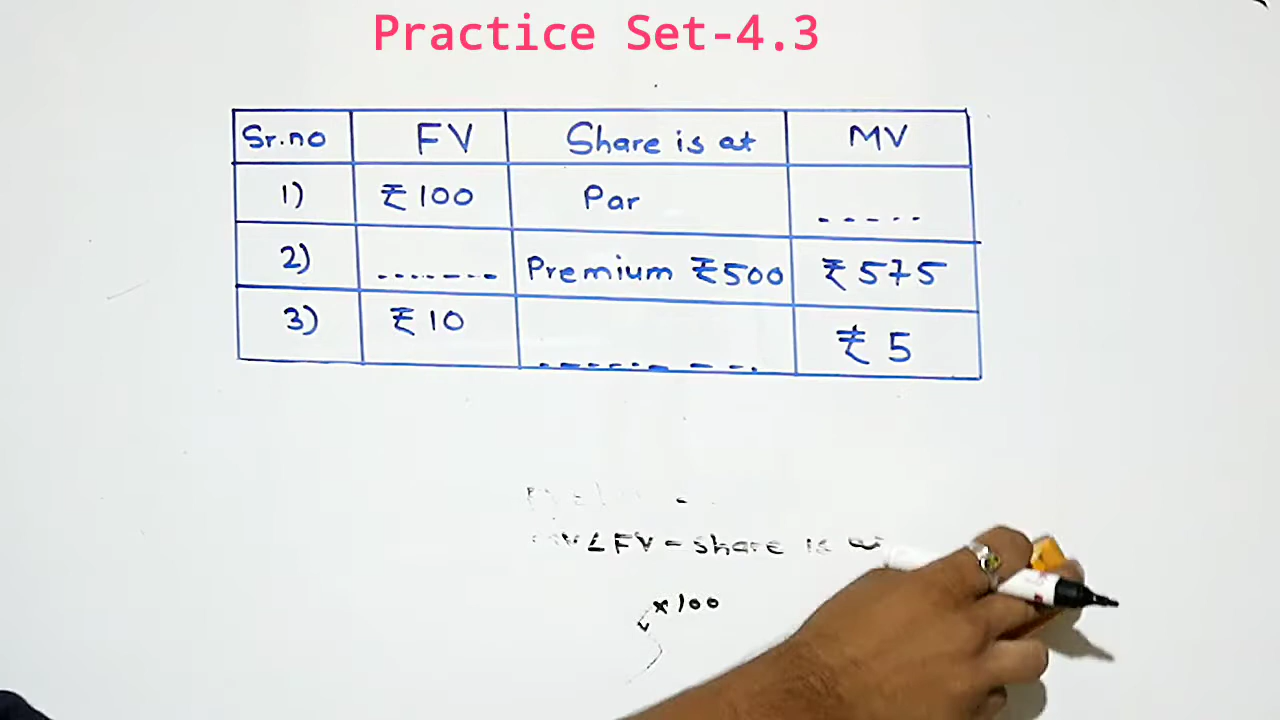 Practice Set-4.3
Sr.no FV Share is at MV
1) ₹100 Par .....
2) ....... Premium ₹500 ₹575
3) ₹10 ........ ₹5
<FV-share is
×100